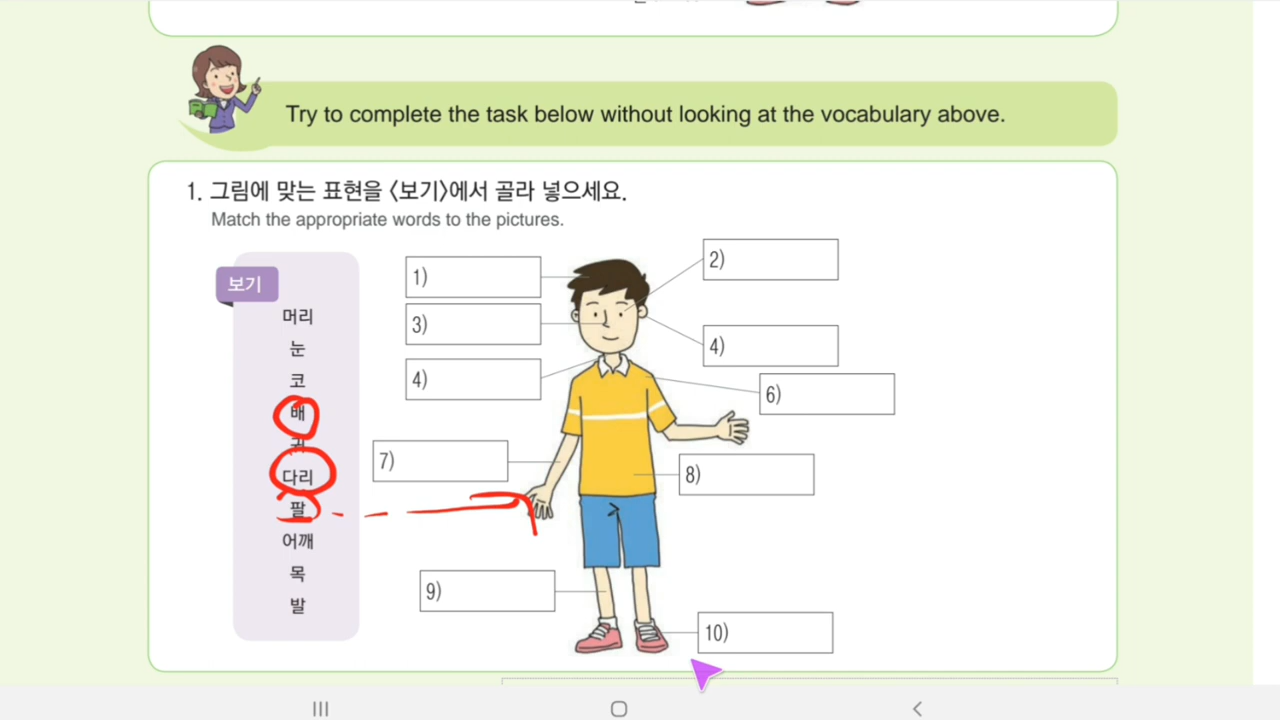 Try to complete the task below without looking at the vocabulary above.
1. 그림에 맞는 표현을 〈보기〉에서 골라 넣으세요.
Match the appropriate words to the pictures.
보기
머리
눈
코
배
귀
다리
팔
어깨
목
발
1)
2)
3)
4)
4)
6)
7)
8)
9)
10)